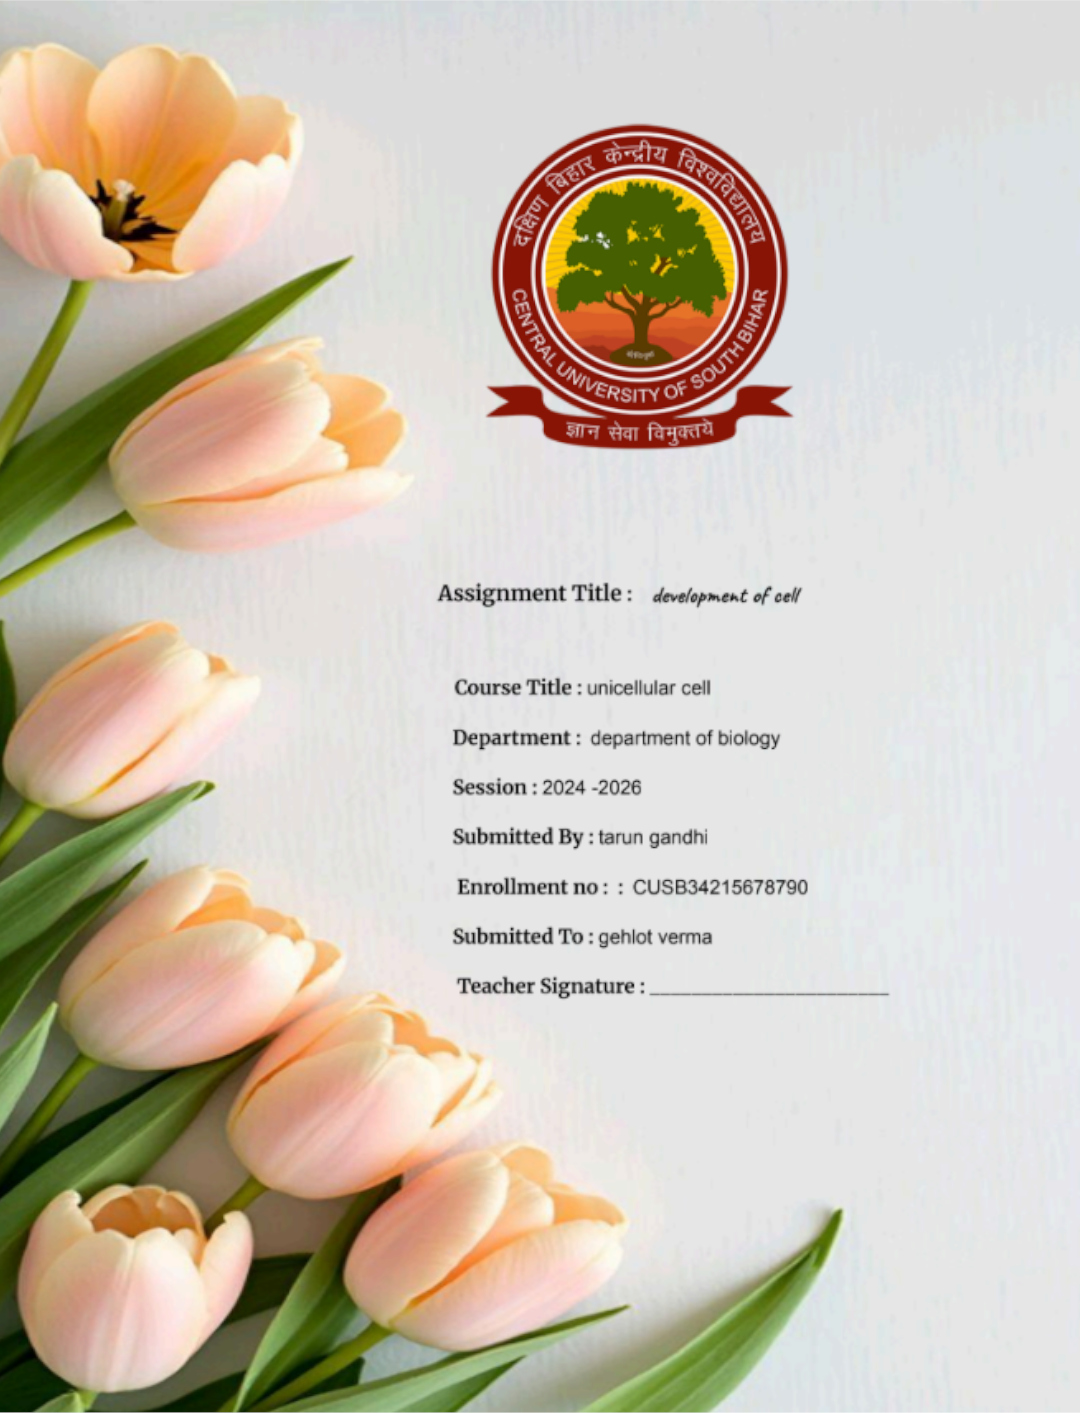 दक्षिण बिहार केन्द्रीय विश्वविद्यालय
CENTRAL UNIVERSITY OF SOUTH BIHAR
ज्ञान सेवा विमुक्तये
Assignment Title : development of cell
Course Title : unicellular cell
Department : department of biology
Session : 2024 -2026
Submitted By : tarun gandhi
Enrollment no : : CUSB34215678790
Submitted To : gehlot verma
Teacher Signature : ______________________